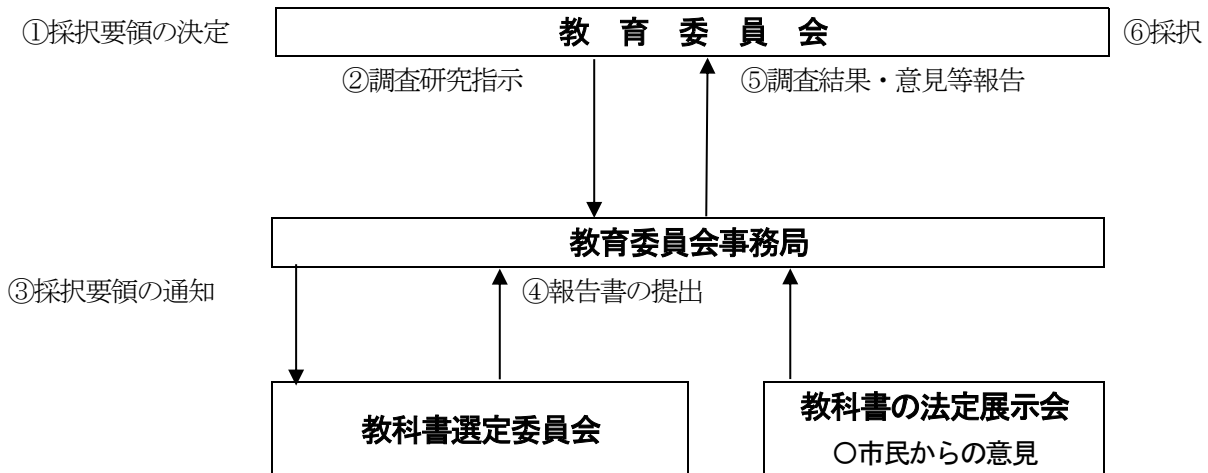 ①採択要領の決定
教 育 委 員 会
⑥採択
②調査研究指示
⑤調査結果・意見等報告
教育委員会事務局
③採択要領の通知
④報告書の提出
教科書選定委員会
教科書の法定展示会
○市民からの意見